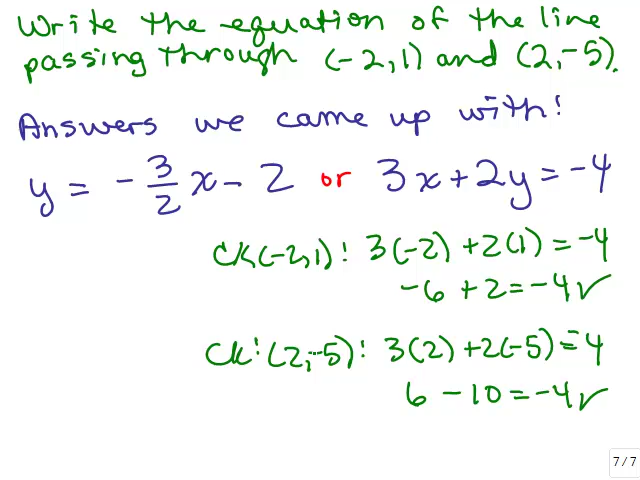 Write the equation of the line
passing through (-2,1) and (2,-5).
Answers we came up with:
y = -3/2 x - 2 or 3x + 2y = -4
CK(-2,1): 3(-2) + 2(1) = -4
-6 + 2 = -4 ✓
CK: (2,-5): 3(2) + 2(-5) = -4
6 - 10 = -4 ✓
7 / 7